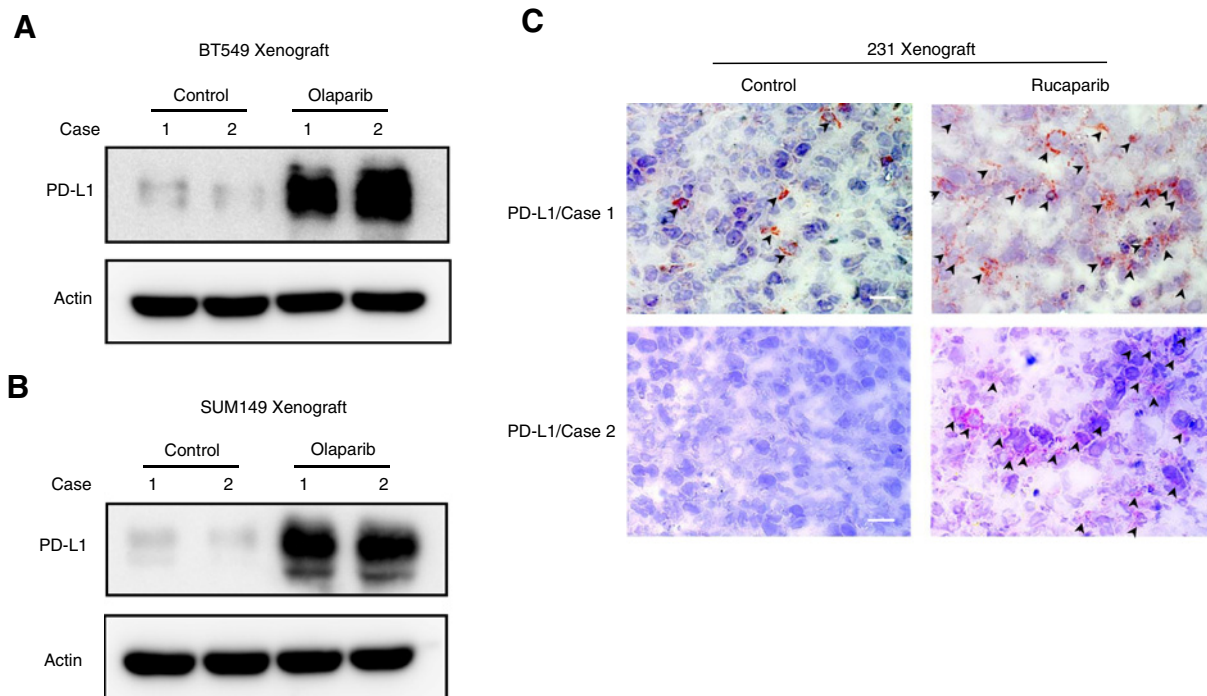 A
BT549 Xenograft
Control Olaparib
Case 1 2 1 2
PD-L1
Actin
B
SUM149 Xenograft
Control Olaparib
Case 1 2 1 2
PD-L1
Actin
C
231 Xenograft
Control Rucaparib
PD-L1/Case 1
PD-L1/Case 2